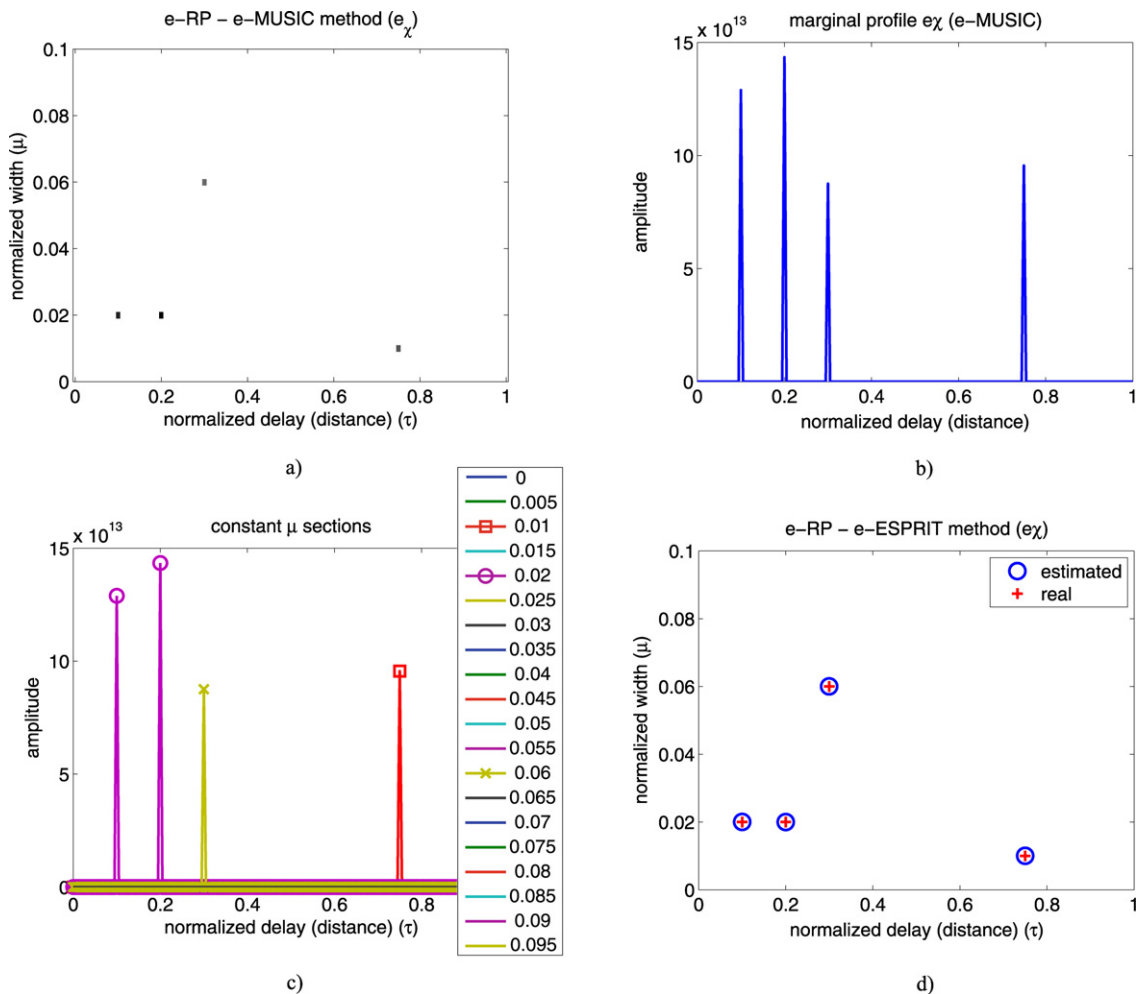 e-RP – e-MUSIC method (eχ)
0.1
0.08
0.06
0.04
0.02
0
normalized width (μ)
0 0.2 0.4 0.6 0.8 1
normalized delay (distance) (τ)
a)
marginal profile eχ (e-MUSIC)
x 10^13
15
10
5
0
amplitude
0 0.2 0.4 0.6 0.8 1
normalized delay (distance)
b)
constant μ sections
x 10^13
15
10
5
0
amplitude
0 0.2 0.4 0.6 0.8
normalized delay (distance) (τ)
0
0.005
0.01
0.015
0.02
0.025
0.03
0.035
0.04
0.045
0.05
0.055
0.06
0.065
0.07
0.075
0.08
0.085
0.09
0.095
c)
e-RP – e-ESPRIT method (eχ)
0.1
0.08
0.06
0.04
0.02
0
normalized width (μ)
estimated
real
0 0.2 0.4 0.6 0.8 1
normalized delay (distance) (τ)
d)